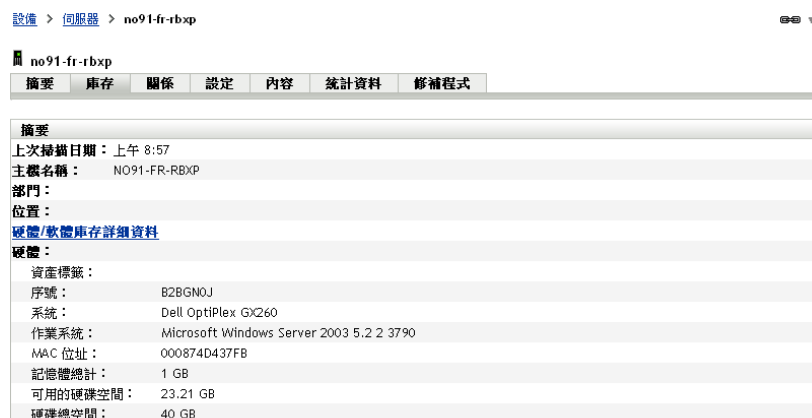 設備 > 伺服器 > no91-fr-rbxp
no91-fr-rbxp
摘要 庫存 關係 設定 內容 統計資料 修補程式
摘要
上次掃描日期： 上午 8:57
主機名稱： NO91-FR-RBXP
部門：
位置：
硬體/軟體庫存詳細資料
硬體：
資產標籤：
序號： B2BGN0J
系統： Dell OptiPlex GX260
作業系統： Microsoft Windows Server 2003 5.2 2 3790
MAC 位址： 000874D437FB
記憶體總計： 1 GB
可用的硬碟空間： 23.21 GB
硬碟總空間： 40 GB